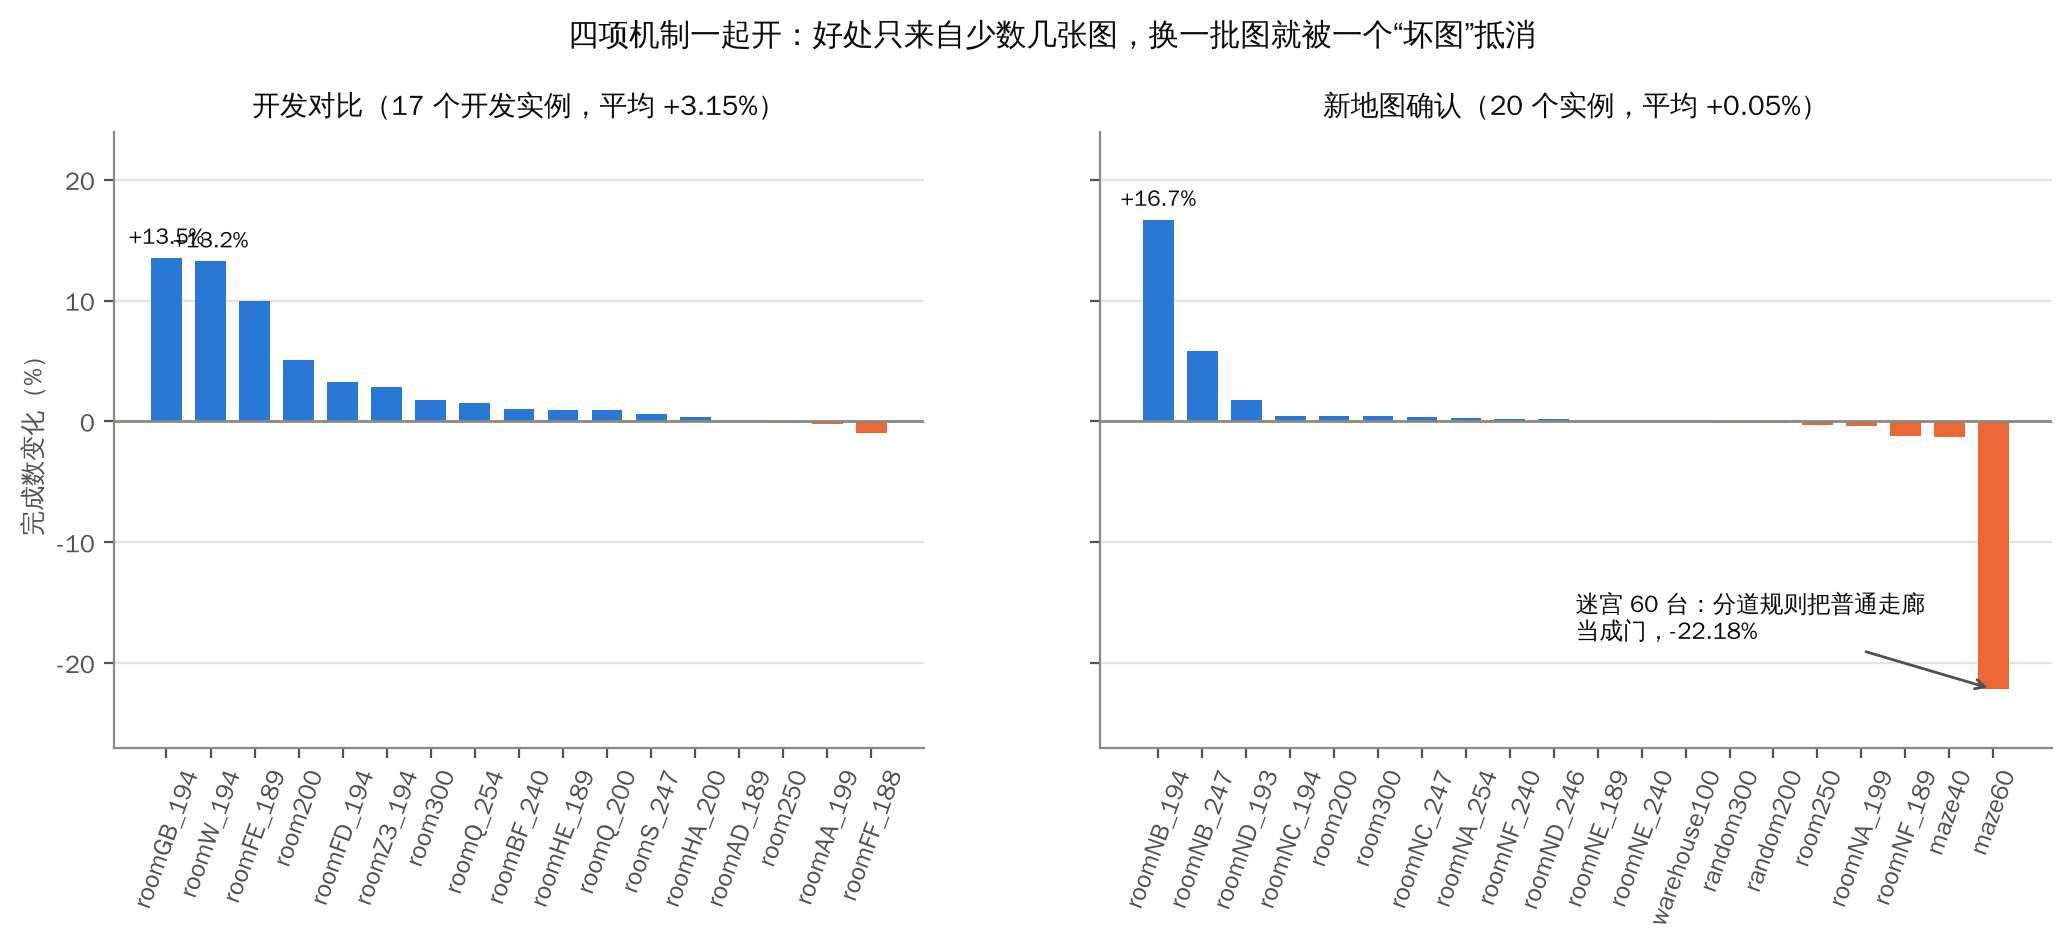 四项机制一起开：好处只来自少数几张图，换一批图就被一个“坏图”抵消
开发对比（17 个开发实例，平均 +3.15%）
完成数变化（%）
20
10
0
-10
-20
+13.5%
+13.2%
roomGB_194
roomW_194
roomFE_189
room200
roomFD_194
roomZ3_194
room300
roomQ_254
roomBF_240
roomHE_189
roomQ_200
roomS_247
roomHA_200
roomAD_189
room250
roomAA_199
roomFF_188
新地图确认（20 个实例，平均 +0.05%）
+16.7%
迷宫 60 台：分道规则把普通走廊
当成门，-22.18%
roomNB_194
roomNB_247
roomND_193
roomNC_194
room200
room300
roomNC_247
roomNA_254
roomNF_240
roomND_246
roomNE_189
roomNE_240
warehouse100
random300
random200
room250
roomNA_199
roomNF_189
maze40
maze60